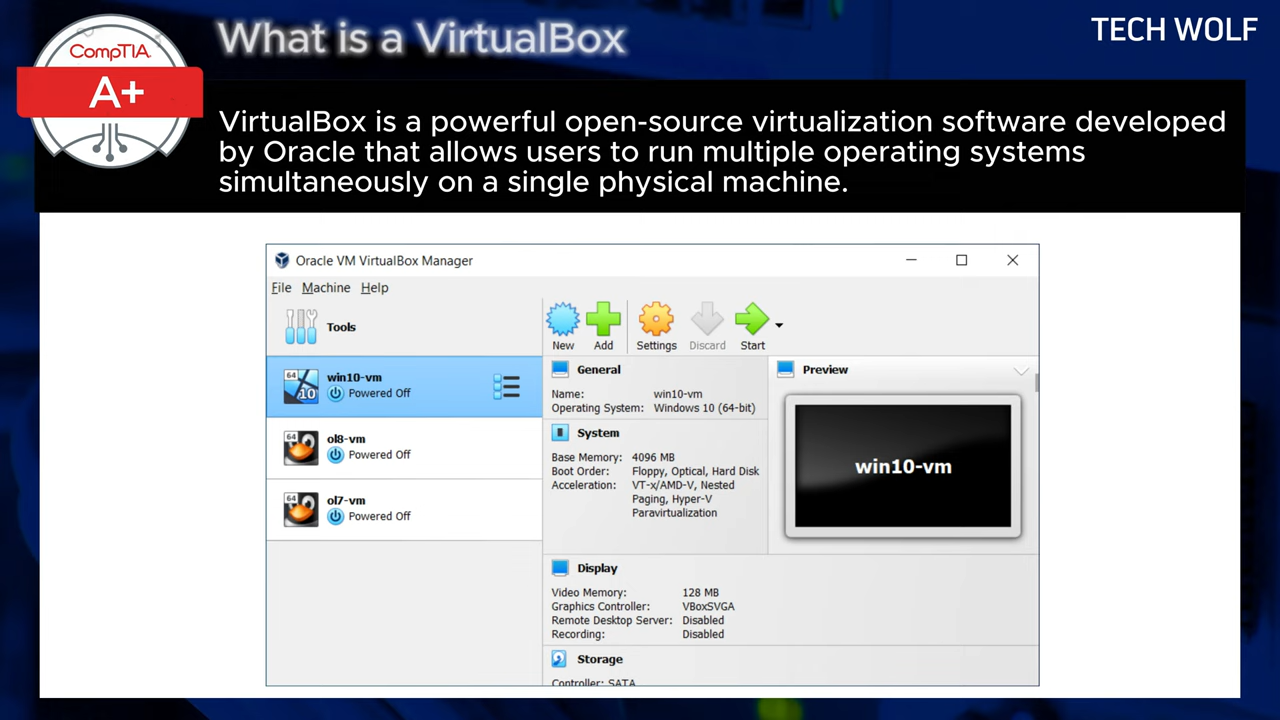 CompTIA.
A+
What is a VirtualBox
TECH WOLF
VirtualBox is a powerful open-source virtualization software developed
by Oracle that allows users to run multiple operating systems
simultaneously on a single physical machine.
Oracle VM VirtualBox Manager
File Machine Help
Tools
New Add Settings Discard Start
64
10
win10-vm
Powered Off
64
ol8-vm
Powered Off
64
ol7-vm
Powered Off
General
Name: win10-vm
Operating System: Windows 10 (64-bit)
System
Base Memory: 4096 MB
Boot Order: Floppy, Optical, Hard Disk
Acceleration: VT-x/AMD-V, Nested
Paging, Hyper-V
Paravirtualization
Preview
win10-vm
Display
Video Memory: 128 MB
Graphics Controller: VBoxSVGA
Remote Desktop Server: Disabled
Recording: Disabled
Storage
Controller: SATA